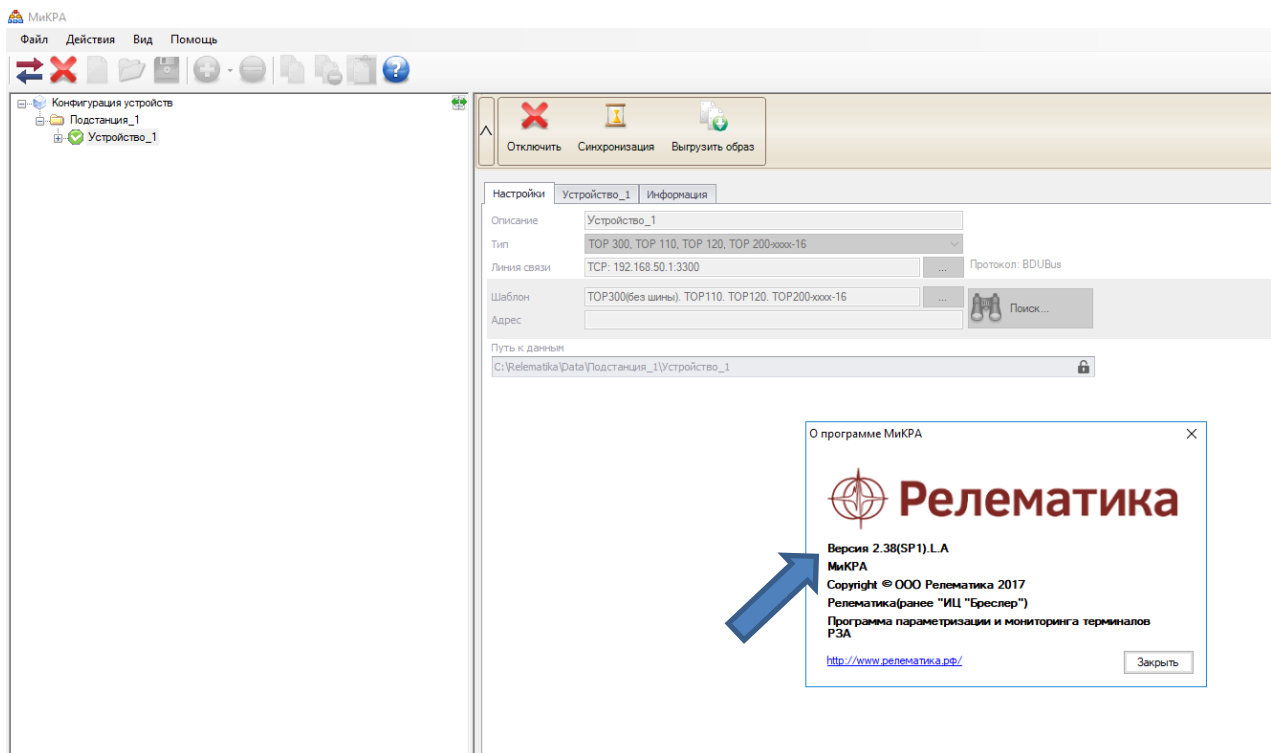 МиКРА
Файл Действия Вид Помощь
Конфигурация устройств
Подстанция_1
Устройство_1
Отключить Синхронизация Выгрузить образ
Настройки Устройство_1 Информация
Описание Устройство_1
Тип ТОР 300, ТОР 110, ТОР 120, ТОР 200-xxxx-16
Линия связи TCP: 192.168.50.1:3300 ... Протокол: BDUBus
Шаблон ТОР300(без шины). ТОР110. ТОР120. ТОР200-xxxx-16 ... Поиск...
Адрес
Путь к данным
C:\Relematika\Data\Подстанция_1\Устройство_1
О программе МиКРА
Релематика
Версия 2.38(SP1).L.A
МиКРА
Copyright © ООО Релематика 2017
Релематика(ранее "ИЦ "Бреслер")
Программа параметризации и мониторинга терминалов
РЗА
http://www.релематика.рф/
Закрыть